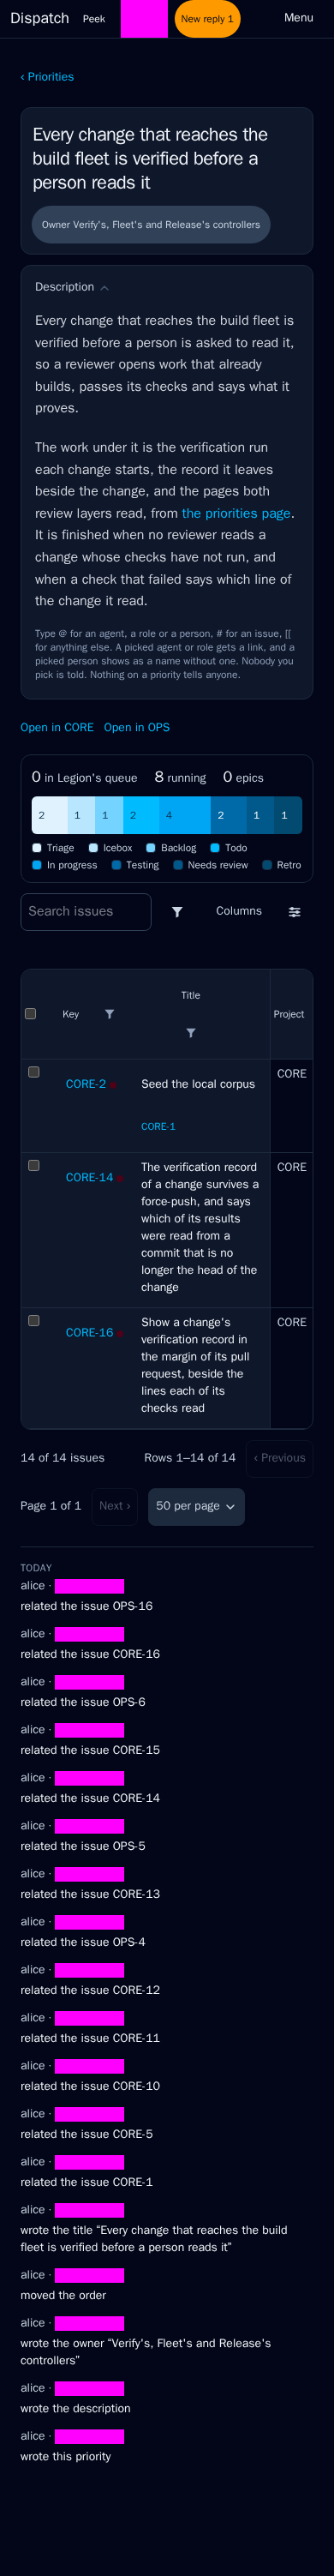 Dispatch
Peek
New reply 1
Menu
‹ Priorities
Every change that reaches the
build fleet is verified before a
person reads it
Owner Verify's, Fleet's and Release's controllers
Description
Every change that reaches the build fleet is
verified before a person is asked to read it,
so a reviewer opens work that already
builds, passes its checks and says what it
proves.
The work under it is the verification run
each change starts, the record it leaves
beside the change, and the pages both
review layers read, from the priorities page.
It is finished when no reviewer reads a
change whose checks have not run, and
when a check that failed says which line of
the change it read.
Type @ for an agent, a role or a person, # for an issue, [[
for anything else. A picked agent or role gets a link, and a
picked person shows as a name without one. Nobody you
pick is told. Nothing on a priority tells anyone.
Open in CORE Open in OPS
0 in Legion's queue 8 running 0 epics
2 1 1 2 4 2 1 1
Triage Icebox Backlog Todo
In progress Testing Needs review Retro
Search issues
Columns
Key Title Project
CORE-2 Seed the local corpus CORE
CORE-1
CORE-14 The verification record CORE
of a change survives a
force-push, and says
which of its results
were read from a
commit that is no
longer the head of the
change
CORE-16 Show a change's CORE
verification record in
the margin of its pull
request, beside the
lines each of its
checks read
14 of 14 issues Rows 1–14 of 14 ‹ Previous
Page 1 of 1 Next › 50 per page
TODAY
alice ·
related the issue OPS-16
alice ·
related the issue CORE-16
alice ·
related the issue OPS-6
alice ·
related the issue CORE-15
alice ·
related the issue CORE-14
alice ·
related the issue OPS-5
alice ·
related the issue CORE-13
alice ·
related the issue OPS-4
alice ·
related the issue CORE-12
alice ·
related the issue CORE-11
alice ·
related the issue CORE-10
alice ·
related the issue CORE-5
alice ·
related the issue CORE-1
alice ·
wrote the title "Every change that reaches the build
fleet is verified before a person reads it"
alice ·
moved the order
alice ·
wrote the owner "Verify's, Fleet's and Release's
controllers"
alice ·
wrote the description
alice ·
wrote this priority